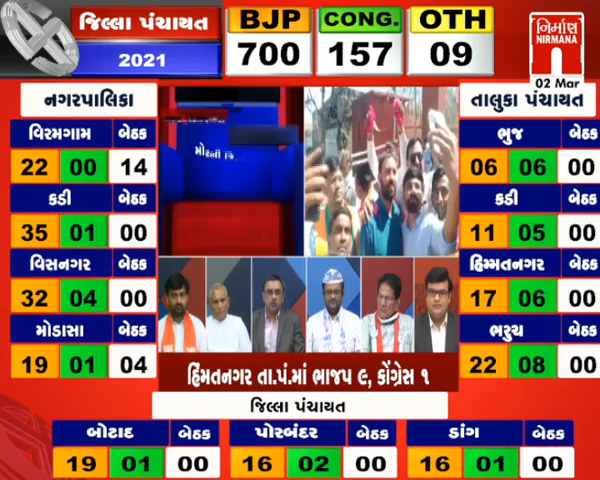 જિલ્લા પંચાયત
2021
BJP
700
CONG.
157
OTH
09
નિર્માણ
NIRMANA
02 Mar
નગરપાલિકા
વિરમગામ બેઠક
22 00 14
કડી બેઠક
35 01 00
વિસનગર બેઠક
32 04 00
મોડાસા બેઠક
19 01 04
તાલુકા પંચાયત
ભુજ બેઠક
06 06 00
કડી બેઠક
11 05 00
હિમ્મતનગર બેઠક
17 06 00
ભરુચ બેઠક
22 08 00
હિંમતનગર તા.પં.માં ભાજપ ૯, કોંગ્રેસ ૧
જિલ્લા પંચાયત
બોટાદ બેઠક પોરબંદર બેઠક ડાંગ બેઠક
19 01 00 16 02 00 16 01 00